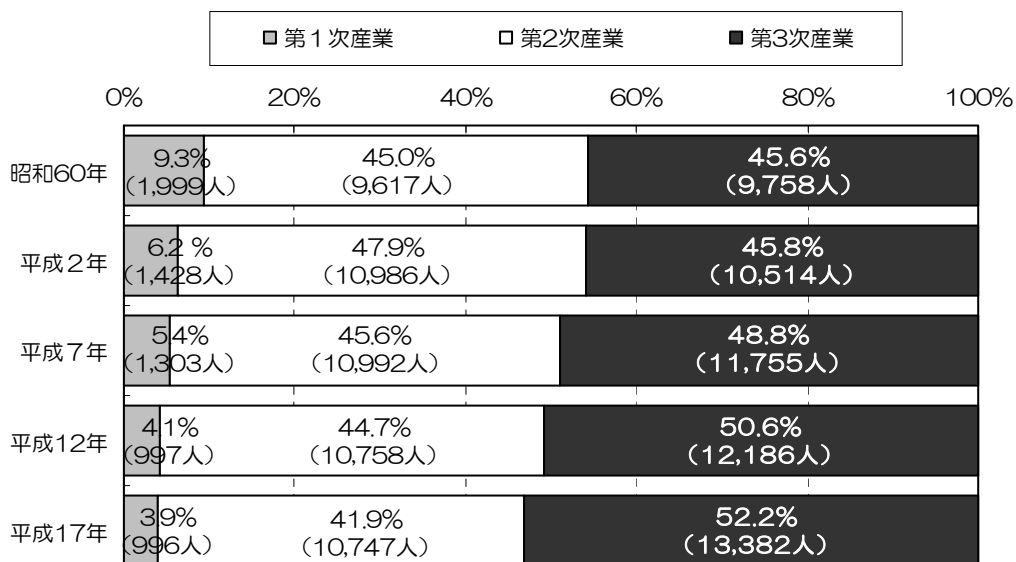 第１次産業 第2次産業 第3次産業
0% 20% 40% 60% 80% 100%
昭和60年 9.3% 45.0% 45.6%
（1,999人） （9,617人） （9,758人）
平成２年 6.2 % 47.9% 45.8%
（1,428人） （10,986人） （10,514人）
平成７年 5.4% 45.6% 48.8%
（1,303人） （10,992人） （11,755人）
平成12年 4.1% 44.7% 50.6%
（997人） （10,758人） （12,186人）
平成17年 3.9% 41.9% 52.2%
（996人） （10,747人） （13,382人）